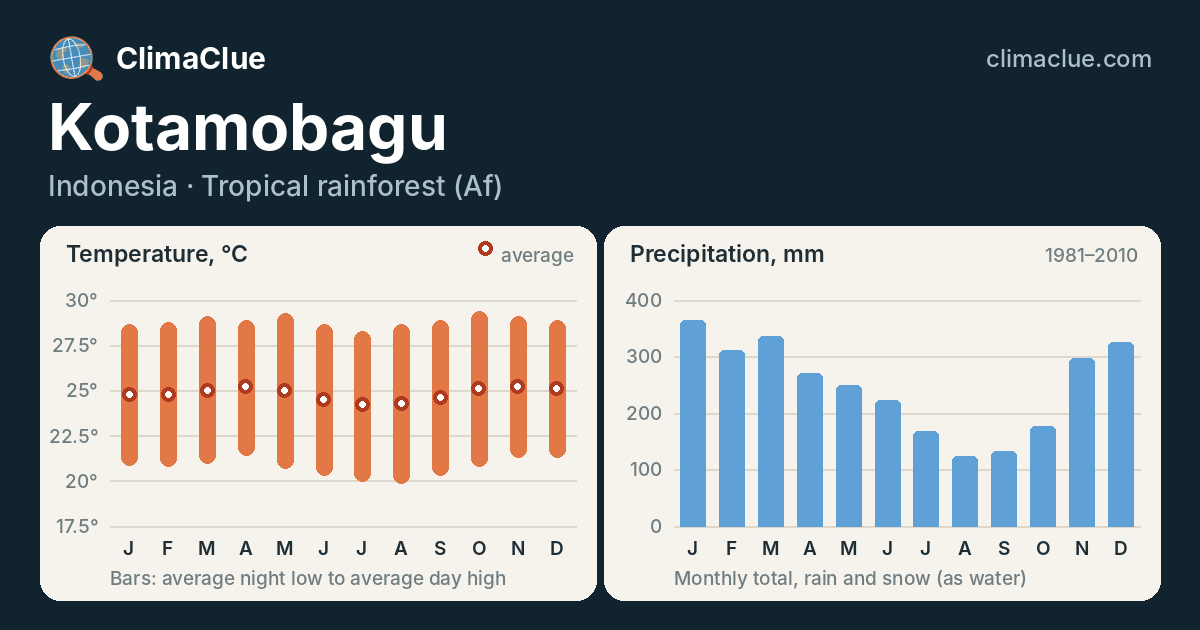 ClimaClue
climaclue.com
Kotamobagu
Indonesia · Tropical rainforest (Af)
Temperature, °C
average
30°
27.5°
25°
22.5°
20°
17.5°
J F M A M J J A S O N D
Bars: average night low to average day high
Precipitation, mm
1981–2010
400
300
200
100
0
J F M A M J J A S O N D
Monthly total, rain and snow (as water)